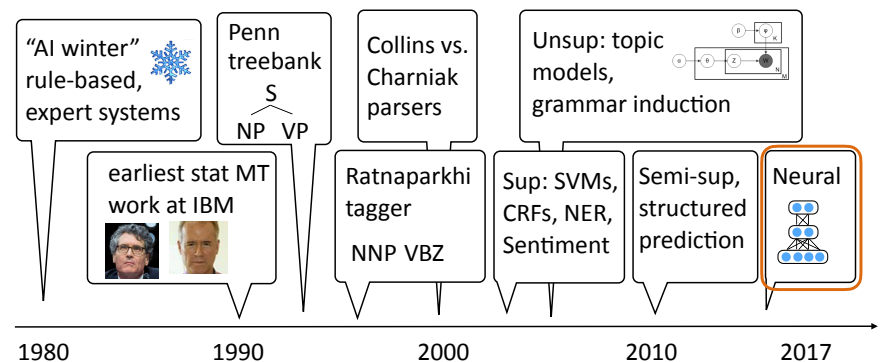 “AI winter”
rule-based,
expert systems
Penn
treebank
S
NP VP
Collins vs.
Charniak
parsers
Unsup: topic
models,
grammar induction
β
φ
K
α
θ
Z
W
N
M
earliest stat MT
work at IBM
Ratnaparkhi
tagger
NNP VBZ
Sup: SVMs,
CRFs, NER,
Sentiment
Semi-sup,
structured
prediction
Neural
1980
1990
2000
2010
2017